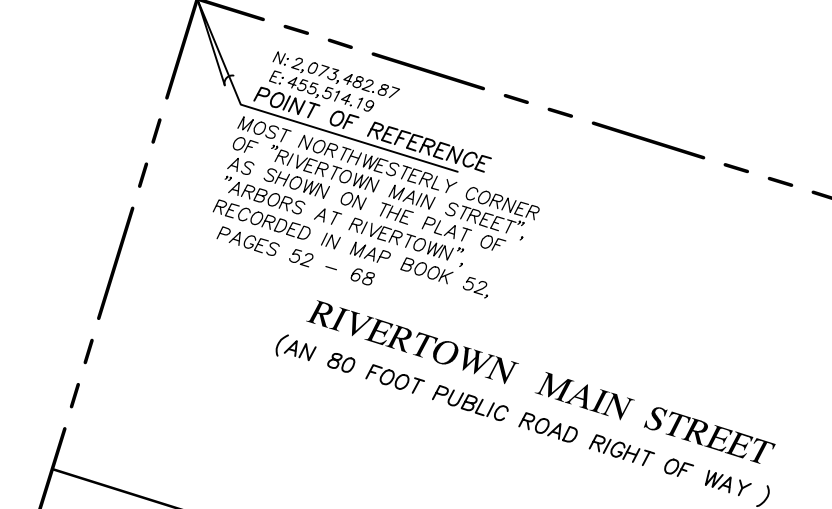 N: 2,073,482.87
E: 455,514.19
POINT OF REFERENCE
MOST NORTHWESTERLY CORNER
OF "RIVERTOWN MAIN STREET",
AS SHOWN ON THE PLAT OF
"ARBORS AT RIVERTOWN",
RECORDED IN MAP BOOK 52,
PAGES 52 - 68
RIVERTOWN MAIN STREET
(AN 80 FOOT PUBLIC ROAD RIGHT OF WAY )